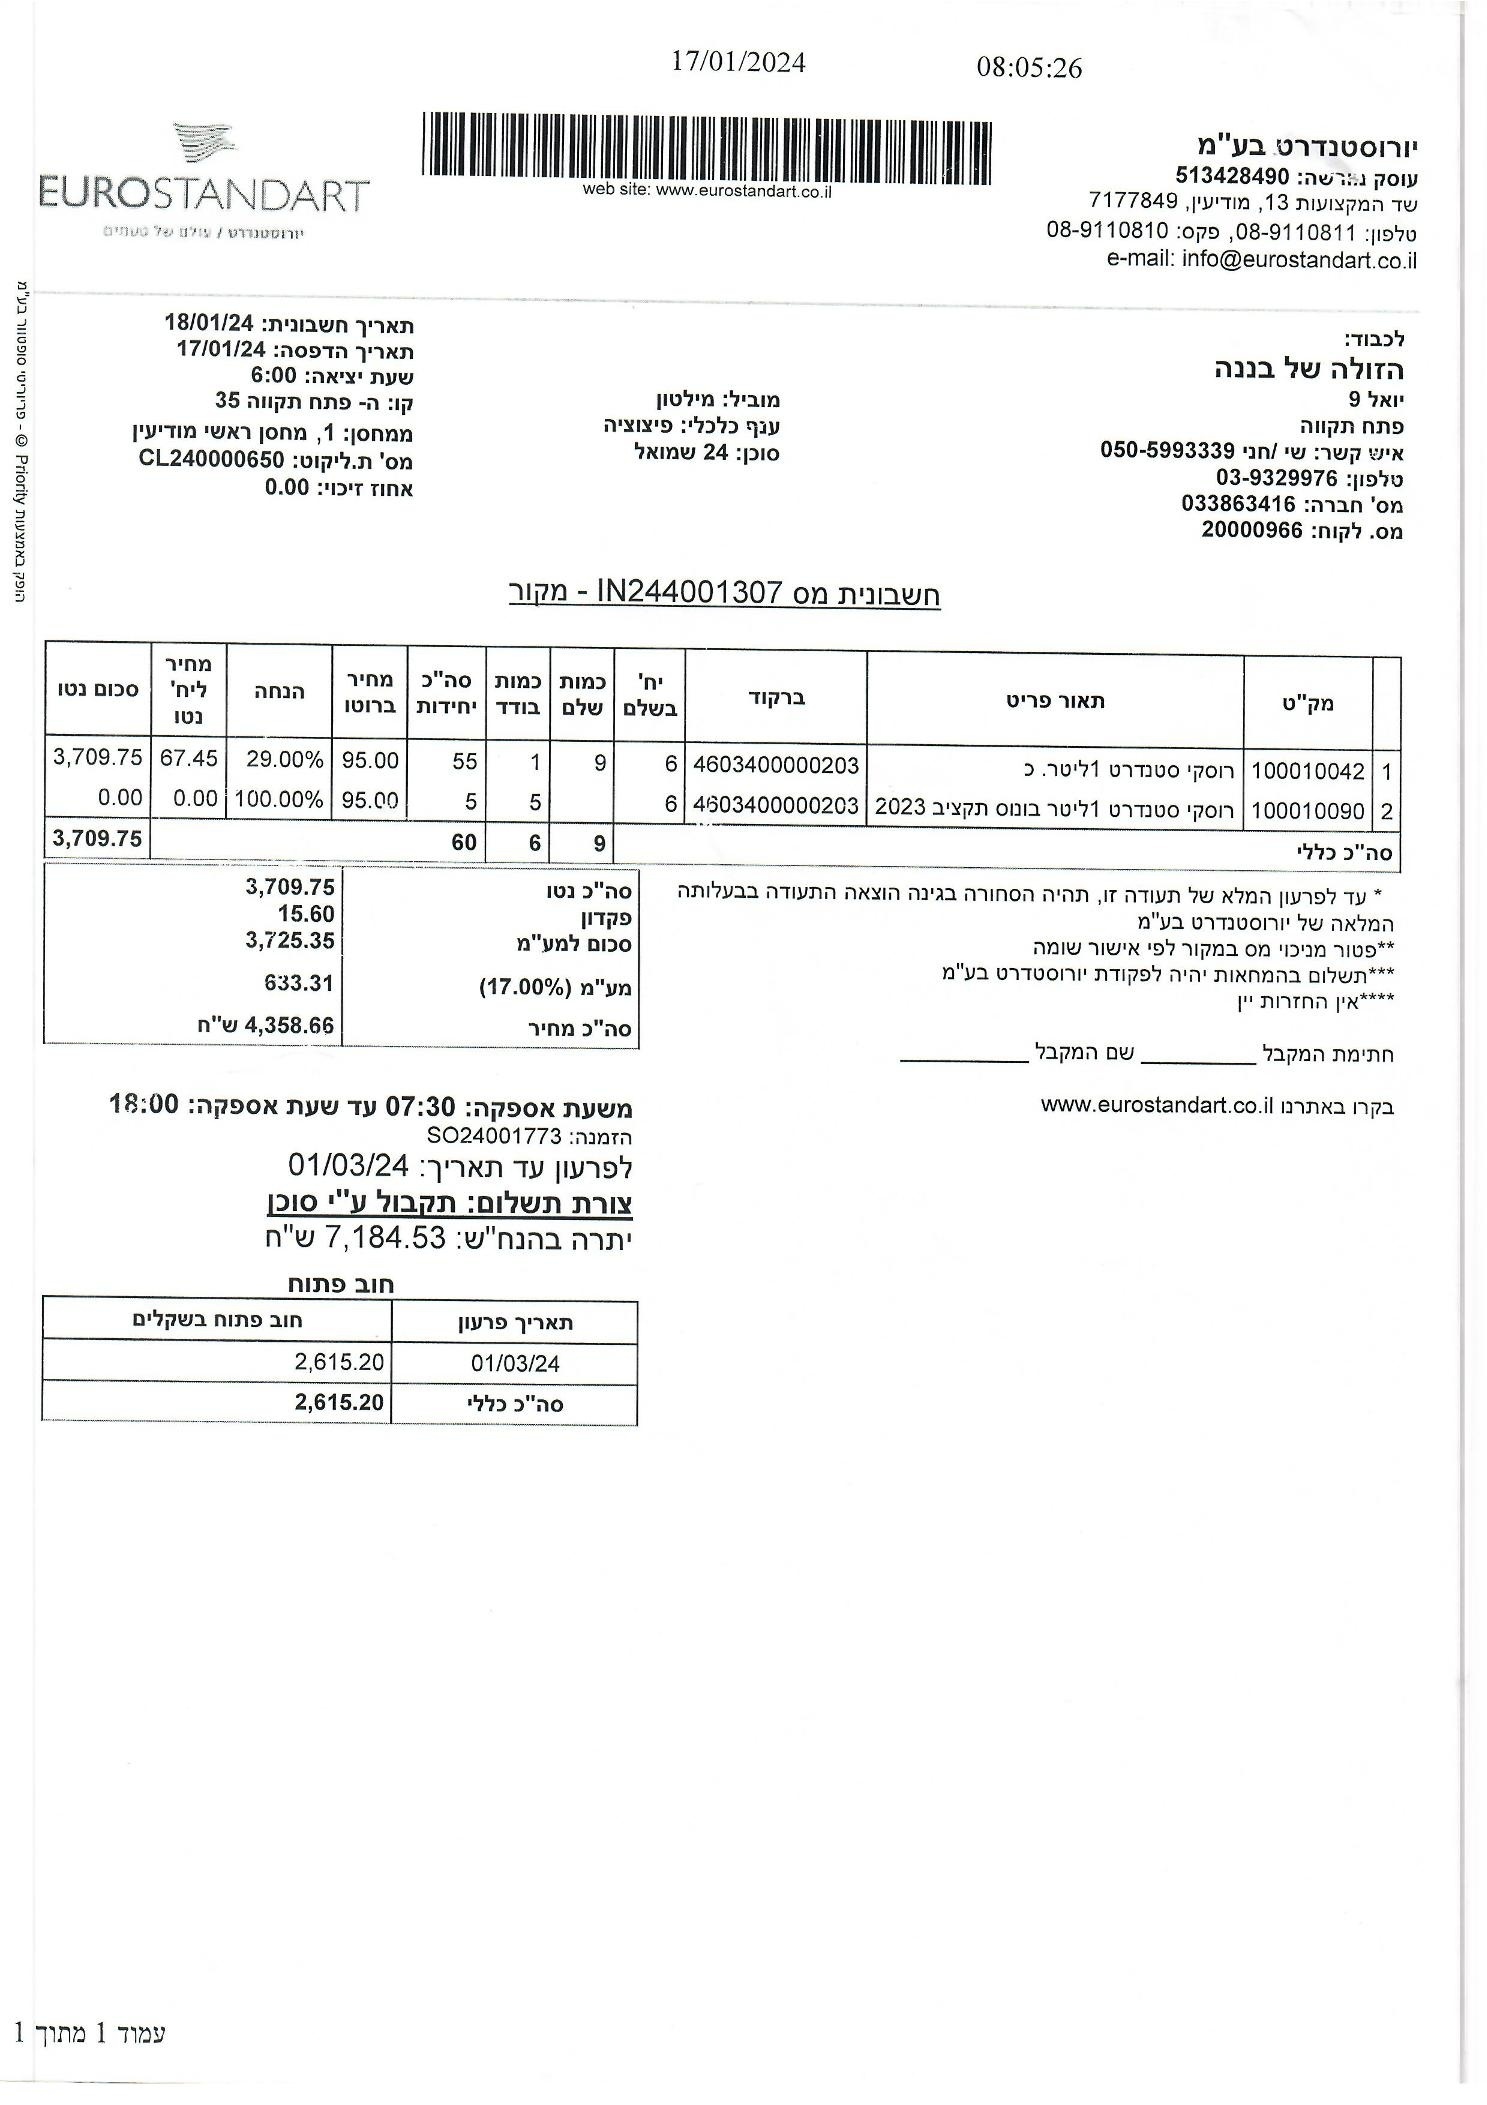 17/01/2024 08:05:26
EUROSTANDART
יורוסטנדרט / עולם של טעמים
web site: www.eurostandart.co.il
יורוסטנדרט בע"מ
עוסק מורשה: 513428490
שד המקצועות 13, מודיעין, 7177849
טלפון: 08-9110811, פקס: 08-9110810
e-mail: info@eurostandart.co.il
לכבוד:
הזולה של בננה
יואל 9
פתח תקווה
איש קשר: שי /חני 050-5993339
טלפון: 03-9329976
מס' חברה: 033863416
מס. לקוח: 20000966
מוביל: מילטון
ענף כלכלי: פיצוציה
סוכן: 24 שמואל
תאריך חשבונית: 18/01/24
תאריך הדפסה: 17/01/24
שעת יציאה: 6:00
קו: ה- פתח תקווה 35
ממחסן: 1, מחסן ראשי מודיעין
מס' ת.ליקוט: CL240000650
אחוז זיכוי: 0.00
הופק באמצעות Priority © - פריוריטי סופטוור בע"מ
חשבונית מס IN244001307 - מקור
מק"ט תאור פריט ברקוד יח' בשלם כמות שלם כמות בודד סה"כ יחידות מחיר ברוטו הנחה מחיר ליח' נטו סכום נטו
1 100010042 רוסקי סטנדרט 1ליטר. כ 4603400000203 6 9 1 55 95.00 29.00% 67.45 3,709.75
2 100010090 רוסקי סטנדרט 1ליטר בונוס תקציב 2023 4603400000203 6 5 5 95.00 100.00% 0.00 0.00
סה"כ כללי 9 6 60 3,709.75
סה"כ נטו 3,709.75
פקדון 15.60
סכום למע"מ 3,725.35
מע"מ (17.00%) 633.31
סה"כ מחיר 4,358.66 ש"ח
* עד לפרעון המלא של תעודה זו, תהיה הסחורה בגינה הוצאה התעודה בבעלותה
המלאה של יורוסטנדרט בע"מ
**פטור מניכוי מס במקור לפי אישור שומה
***תשלום בהמחאות יהיה לפקודת יורוסטדרט בע"מ
****אין החזרות יין
חתימת המקבל __________ שם המקבל ___________
בקרו באתרנו www.eurostandart.co.il
משעת אספקה: 07:30 עד שעת אספקה: 18:00
הזמנה: SO24001773
לפרעון עד תאריך: 01/03/24
צורת תשלום: תקבול ע"י סוכן
יתרה בהנח"ש: 7,184.53 ש"ח
חוב פתוח
תאריך פרעון חוב פתוח בשקלים
01/03/24 2,615.20
סה"כ כללי 2,615.20
עמוד 1 מתוך 1